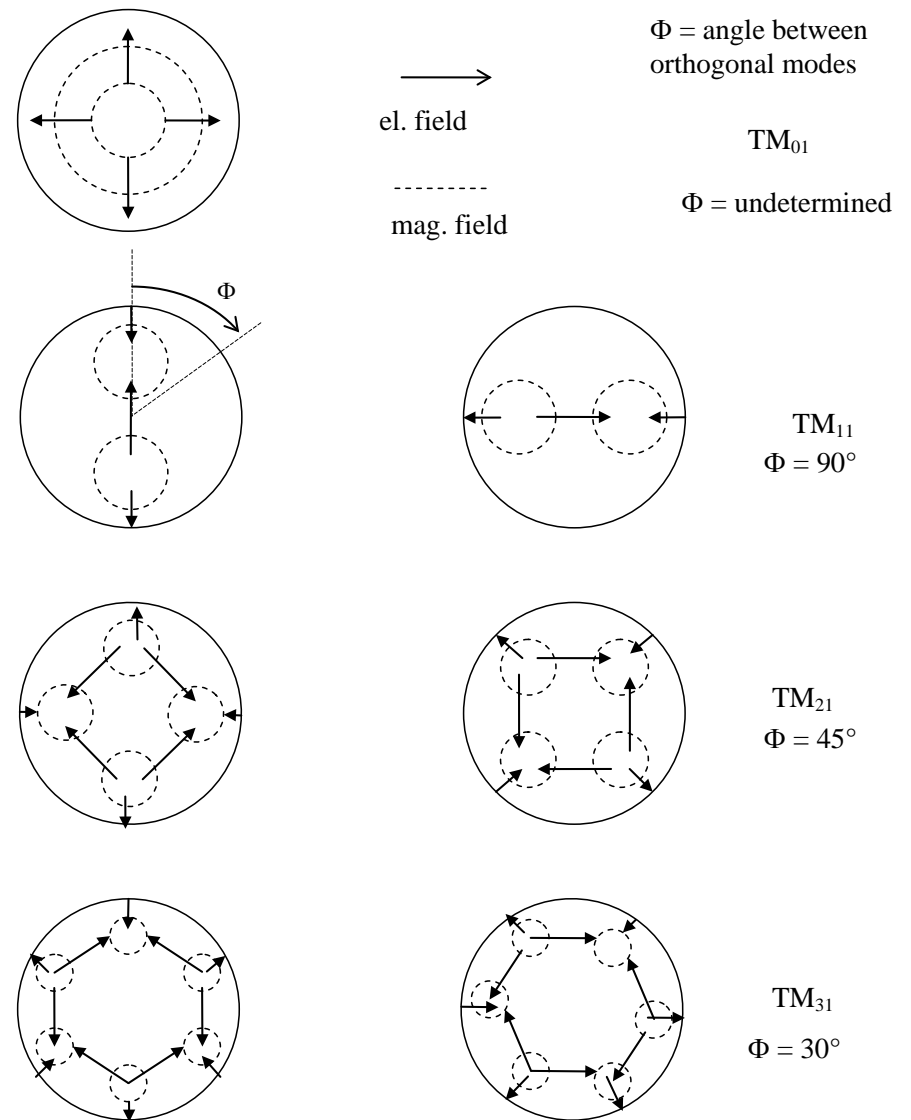 Φ = angle between
orthogonal modes
el. field
TM₀₁
Φ = undetermined
mag. field
Φ
TM₁₁
Φ = 90°
TM₂₁
Φ = 45°
TM₃₁
Φ = 30°